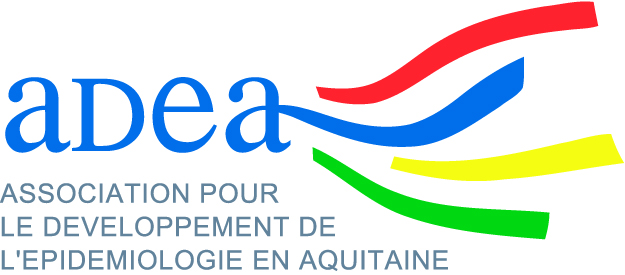 aDea
ASSOCIATION POUR
LE DEVELOPPEMENT DE
L'EPIDEMIOLOGIE EN AQUITAINE